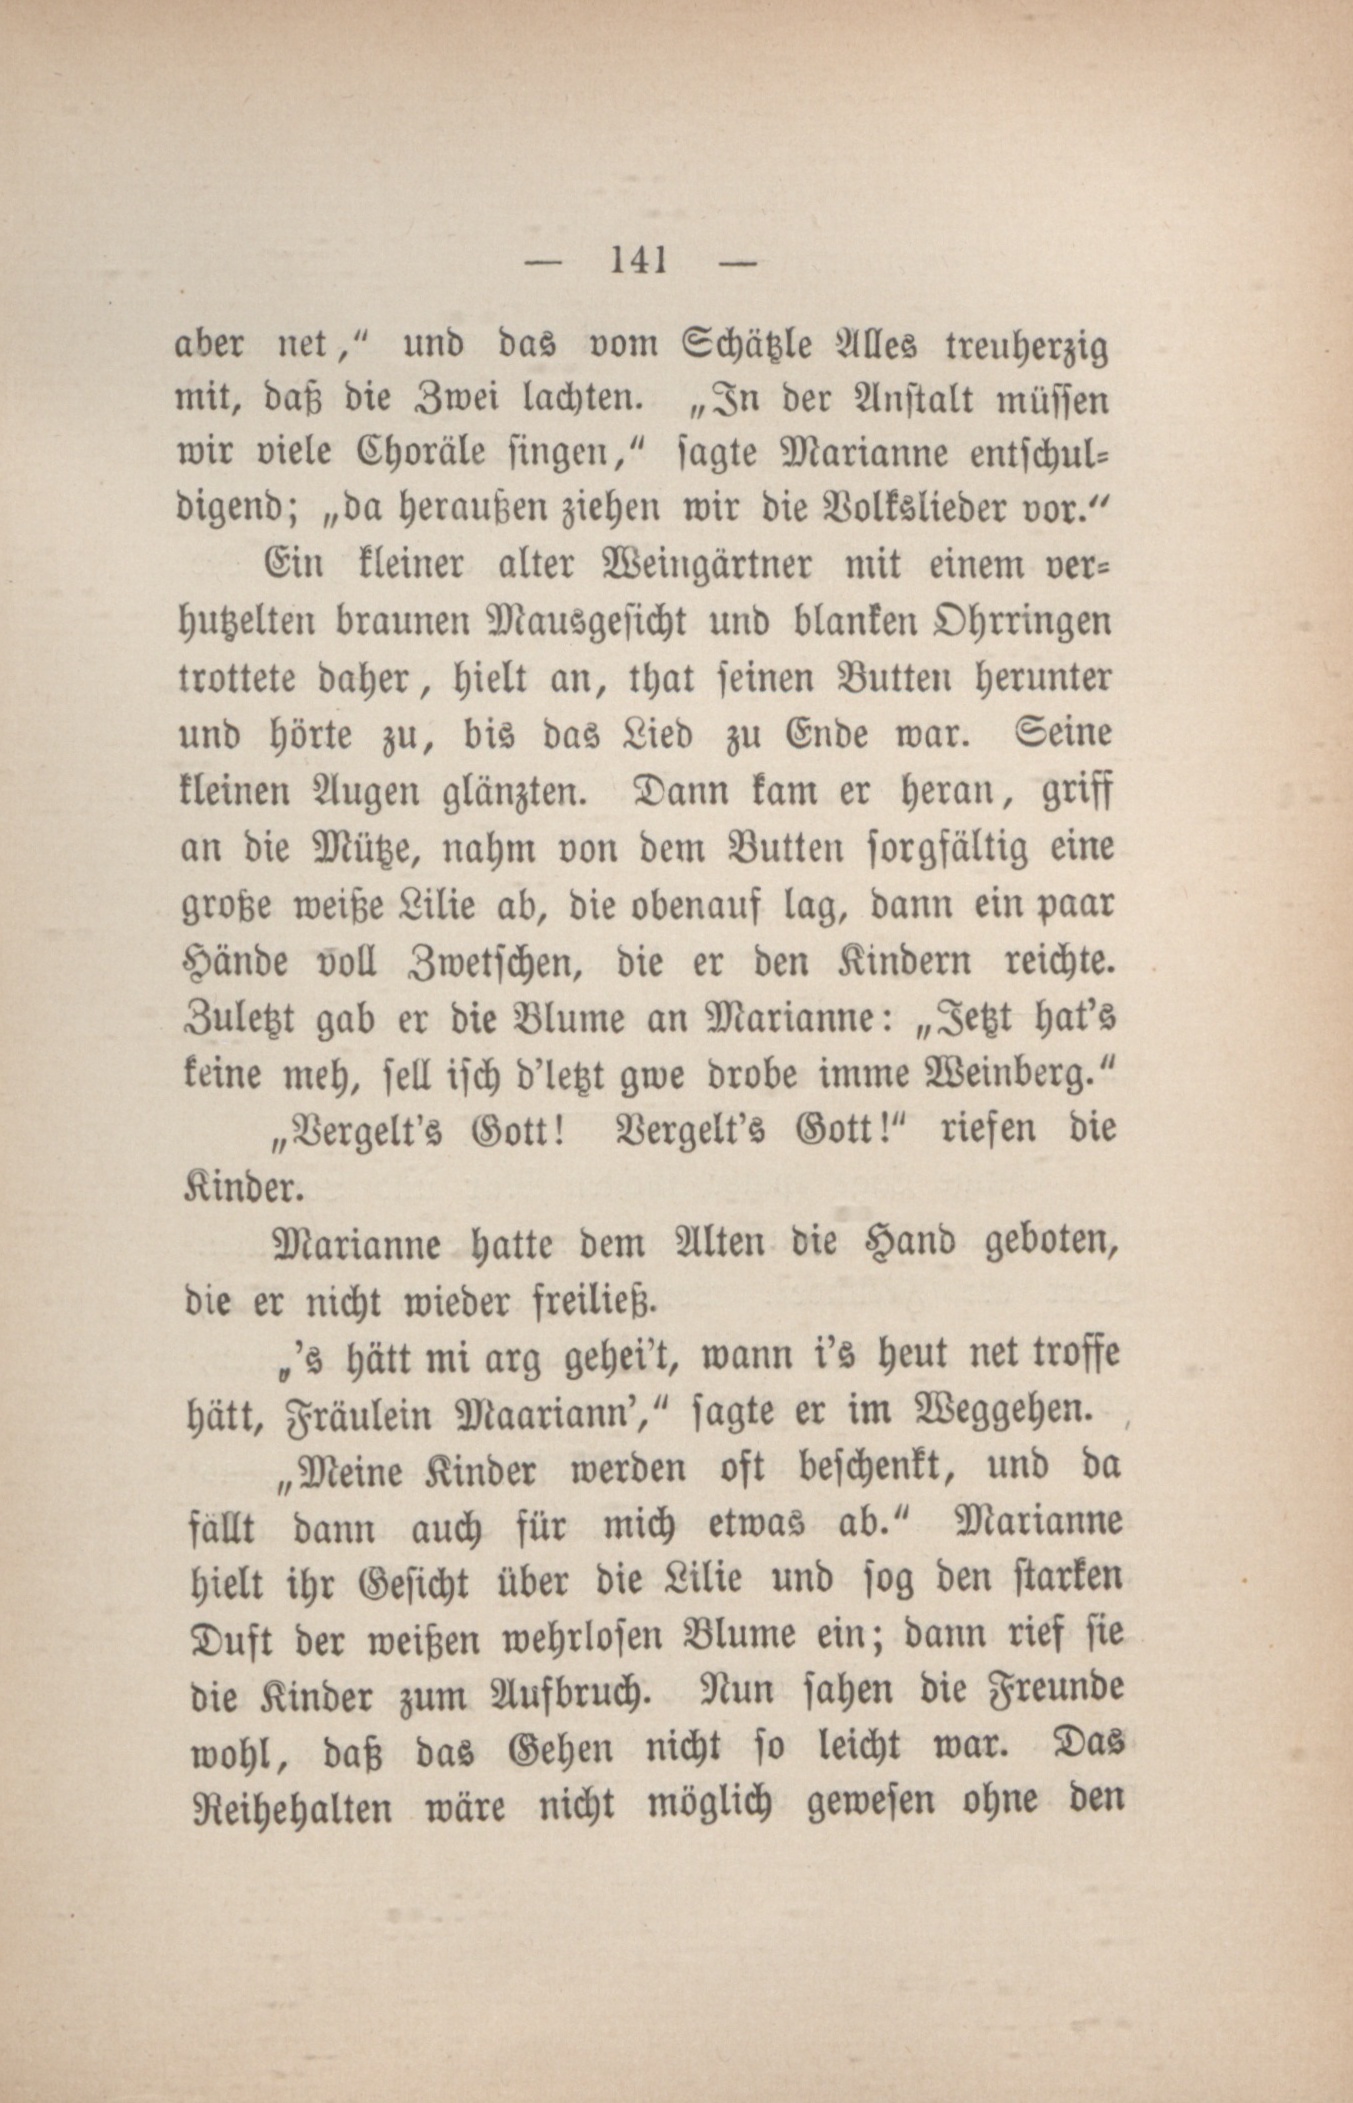 — 141 —
aber net,“ und das vom Schätzle Alles treuherzig
mit, daß die Zwei lachten. „In der Anstalt müssen
wir viele Choräle singen,“ sagte Marianne entschul-
digend; „da heraußen ziehen wir die Volkslieder vor.“
Ein kleiner alter Weingärtner mit einem ver-
hutzelten braunen Mausgesicht und blanken Ohrringen
trottete daher, hielt an, that seinen Butten herunter
und hörte zu, bis das Lied zu Ende war. Seine
kleinen Augen glänzten. Dann kam er heran, griff
an die Mütze, nahm von dem Butten sorgfältig eine
große weiße Lilie ab, die obenauf lag, dann ein paar
Hände voll Zwetschen, die er den Kindern reichte.
Zuletzt gab er die Blume an Marianne: „Jetzt hat’s
keine meh, sell isch d’letzt gwe drobe imme Weinberg.“
„Vergelt’s Gott! Vergelt’s Gott!“ riefen die
Kinder.
Marianne hatte dem Alten die Hand geboten,
die er nicht wieder freiließ.
„’s hätt mi arg gehei’t, wann i’s heut net troffe
hätt, Fräulein Maariann’,“ sagte er im Weggehen.
„Meine Kinder werden oft beschenkt, und da
fällt dann auch für mich etwas ab.“ Marianne
hielt ihr Gesicht über die Lilie und sog den starken
Duft der weißen wehrlosen Blume ein; dann rief sie
die Kinder zum Aufbruch. Nun sahen die Freunde
wohl, daß das Gehen nicht so leicht war. Das
Reihehalten wäre nicht möglich gewesen ohne den